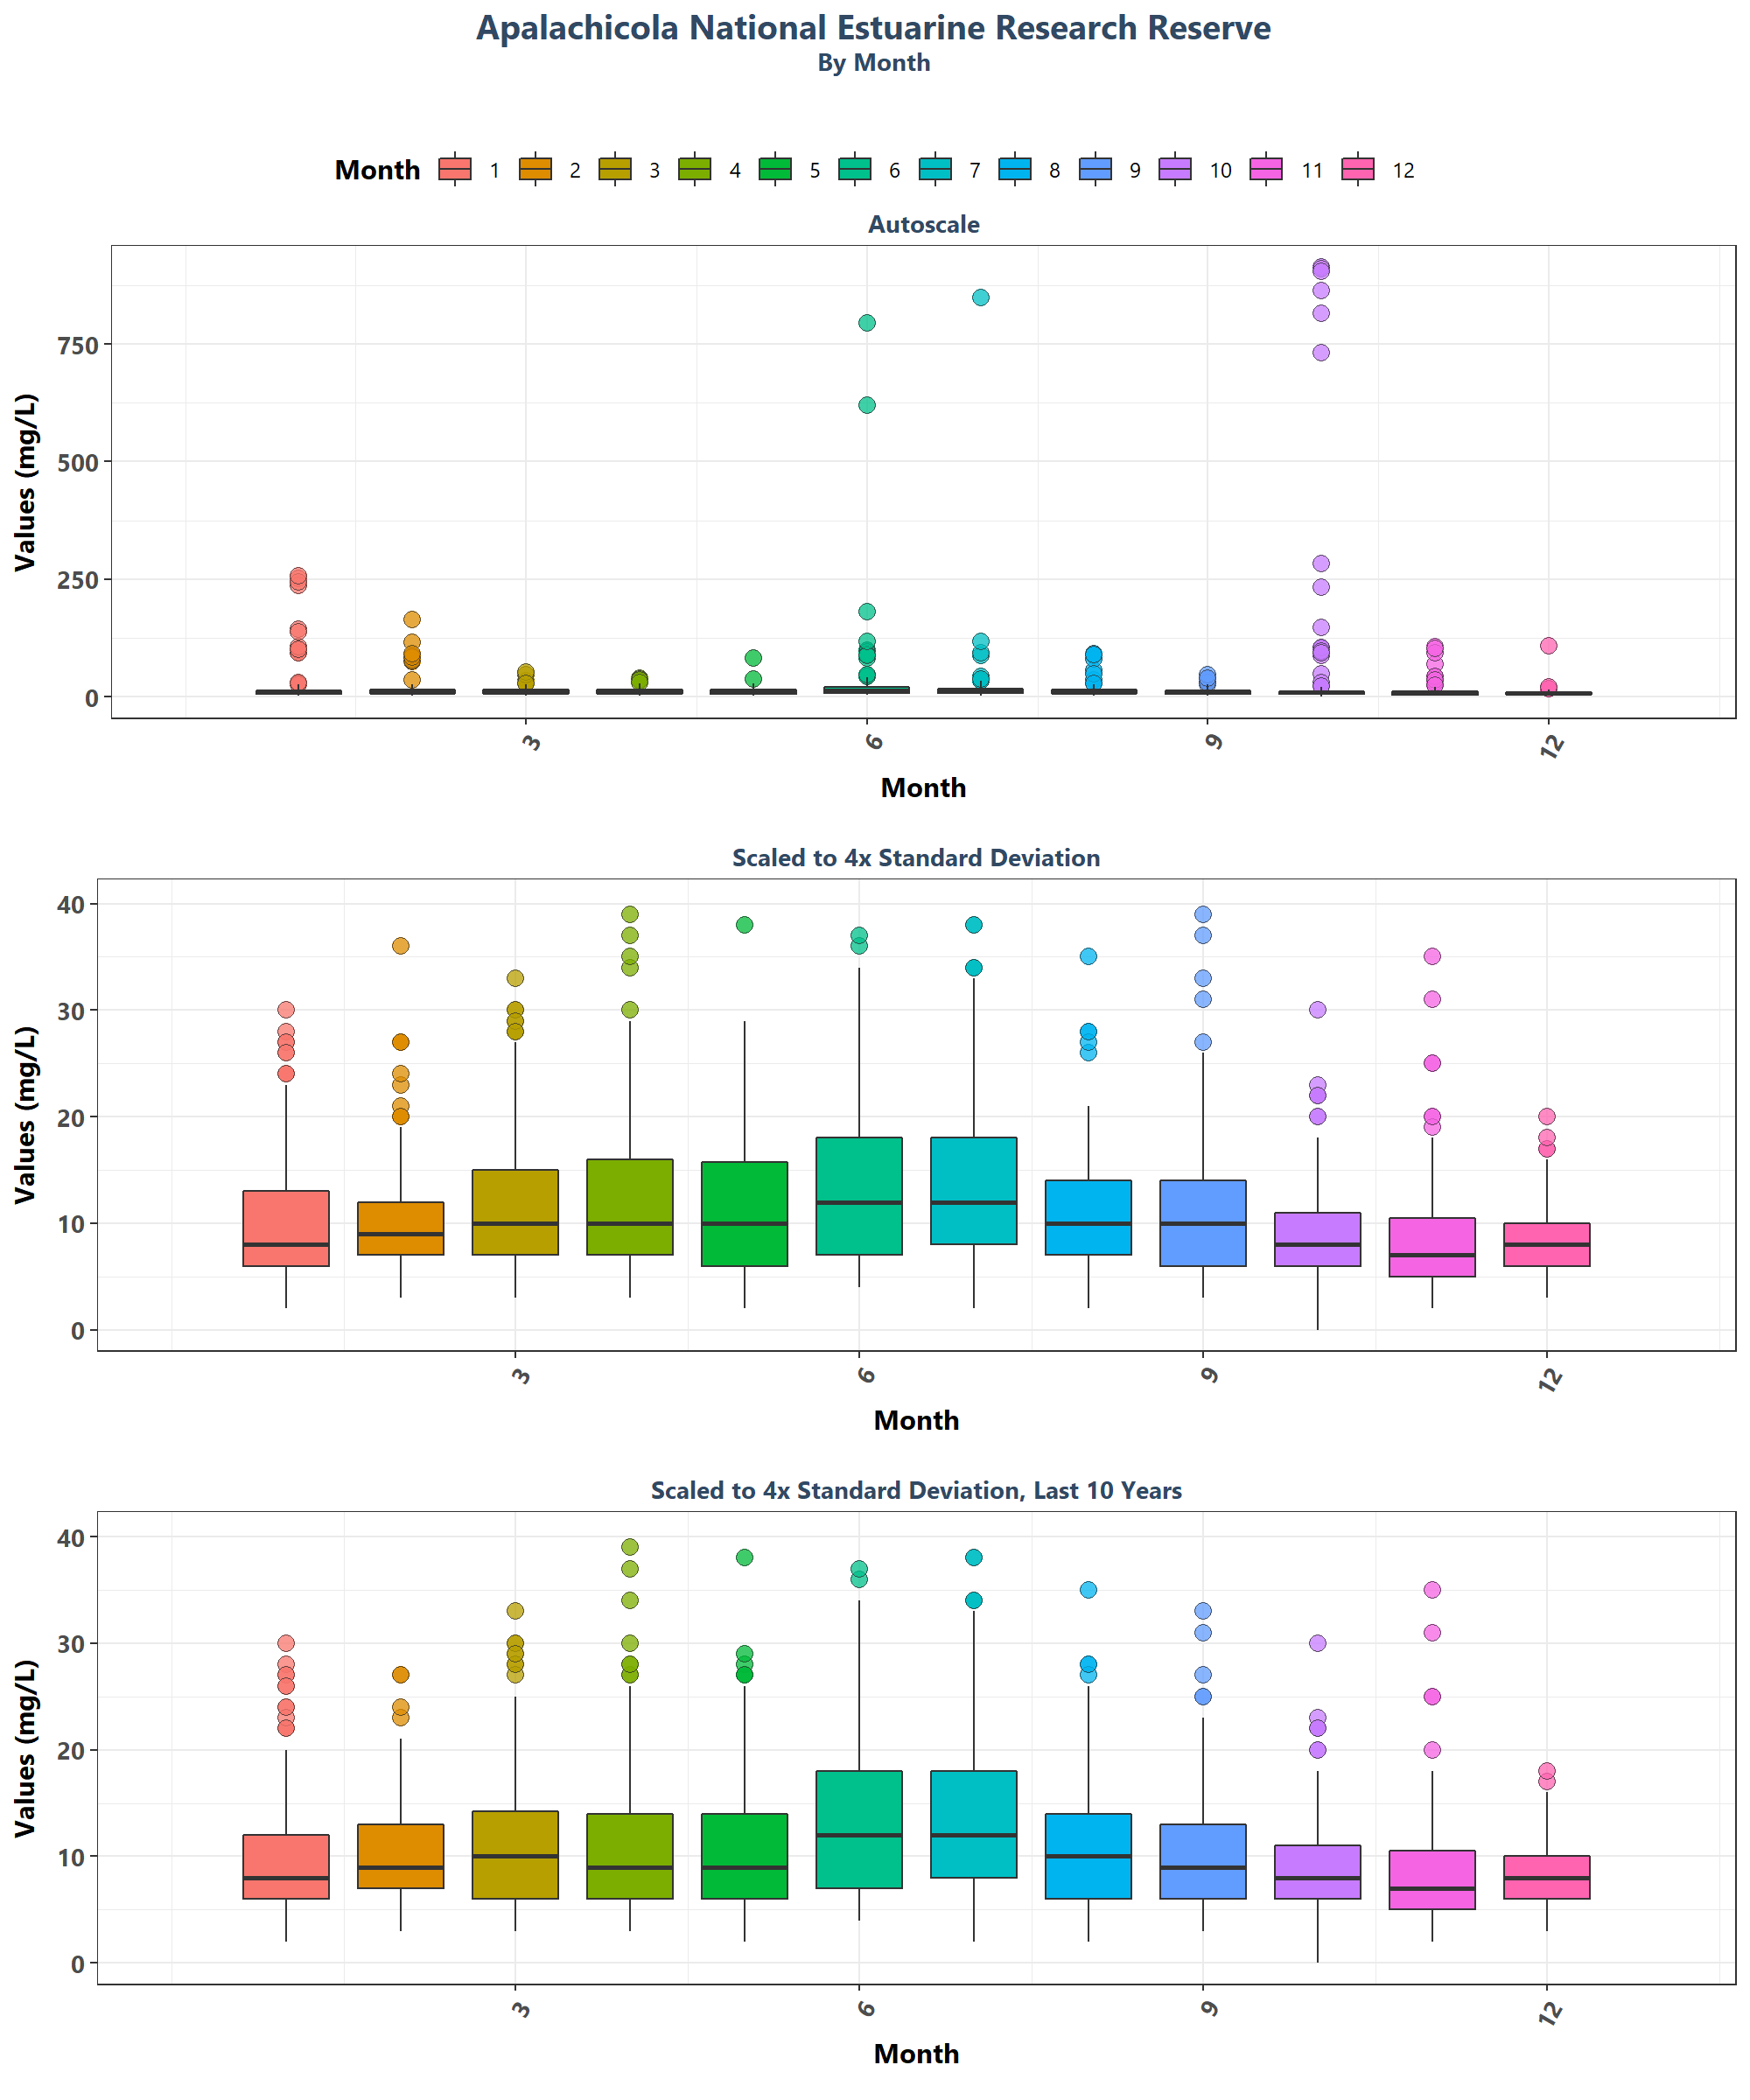 Apalachicola National Estuarine Research Reserve
By Month
Month 1 2 3 4 5 6 7 8 9 10 11 12
Autoscale
Values (mg/L)
750
500
250
0
3 6 9 12
Month
Scaled to 4x Standard Deviation
Values (mg/L)
40
30
20
10
0
3 6 9 12
Month
Scaled to 4x Standard Deviation, Last 10 Years
Values (mg/L)
40
30
20
10
0
3 6 9 12
Month